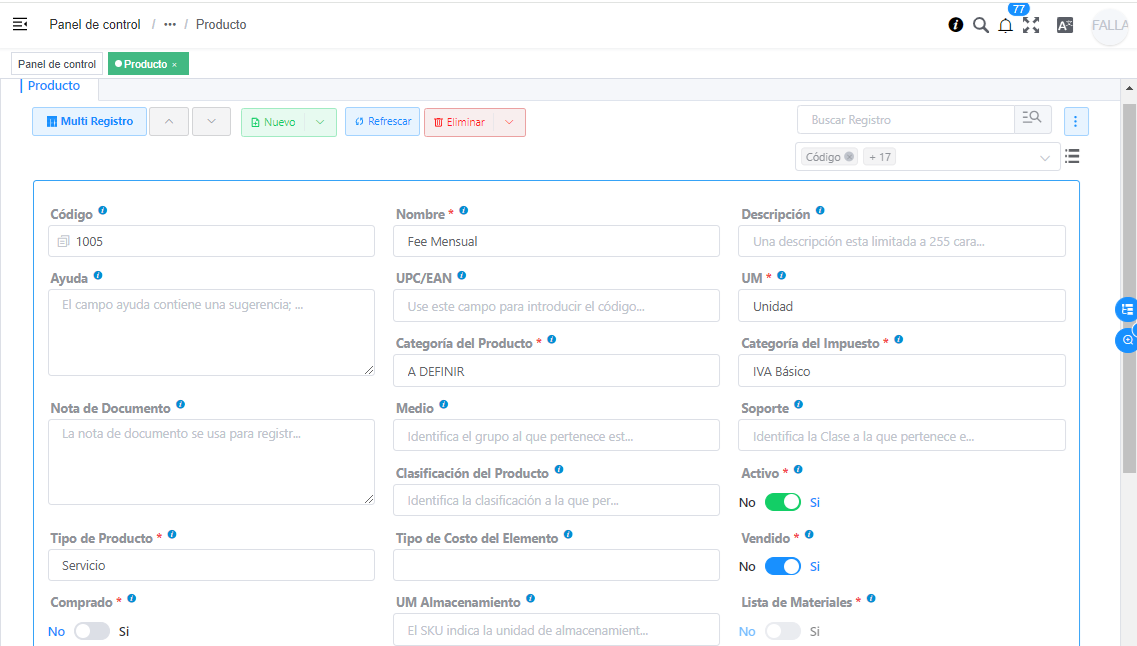 Panel de control / ··· / Producto
77
FALLA
Panel de control
Producto ×
Producto
Multi Registro
Nuevo
Refrescar
Eliminar
Buscar Registro
Código
+ 17
Código
Nombre *
Descripción
1005
Fee Mensual
Una descripción esta limitada a 255 cara...
Ayuda
UPC/EAN
UM *
El campo ayuda contiene una sugerencia; ...
Use este campo para introducir el código...
Unidad
Categoría del Producto *
Categoría del Impuesto *
A DEFINIR
IVA Básico
Nota de Documento
Medio
Soporte
La nota de documento se usa para registr...
Identifica el grupo al que pertenece est...
Identifica la Clase a la que pertenece e...
Clasificación del Producto
Activo *
Identifica la clasificación a la que per...
No Si
Tipo de Producto *
Tipo de Costo del Elemento
Vendido *
Servicio
No Si
Comprado *
UM Almacenamiento
Lista de Materiales *
No Si
El SKU indica la unidad de almacenamient...
No Si